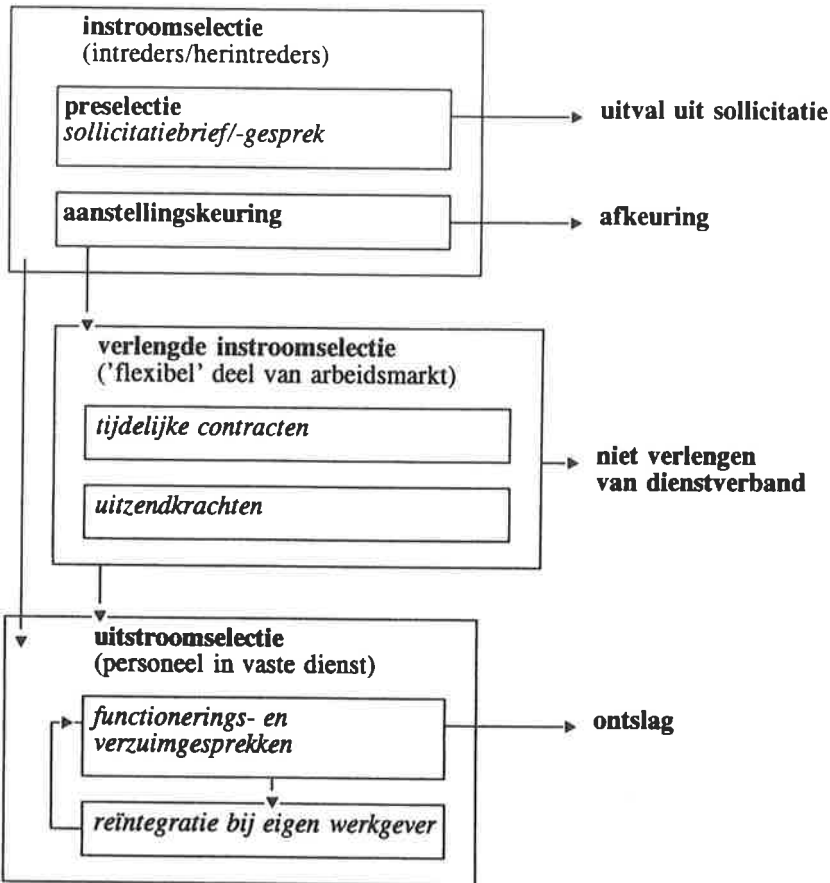 instroomselectie
(intreders/herintreders)
preselectie
sollicitatiebrief/-gesprek
uitval uit sollicitatie
aanstellingskeuring
afkeuring
verlengde instroomselectie
('flexibel' deel van arbeidsmarkt)
tijdelijke contracten
uitzendkrachten
niet verlengen
van dienstverband
uitstroomselectie
(personeel in vaste dienst)
functionerings- en
verzuimgesprekken
ontslag
reïntegratie bij eigen werkgever